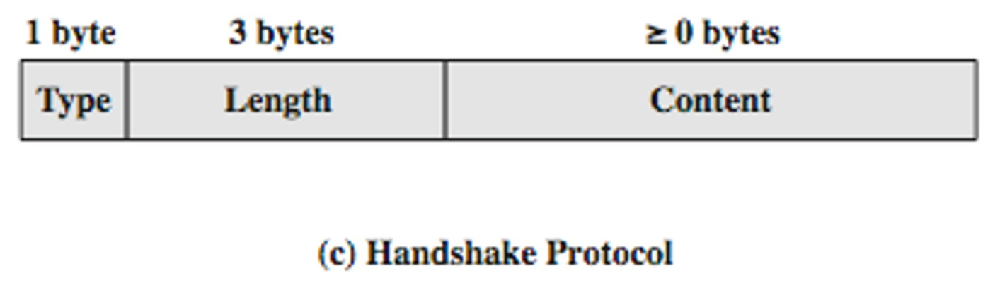 1 byte 3 bytes ≥ 0 bytes
Type Length Content
(c) Handshake Protocol